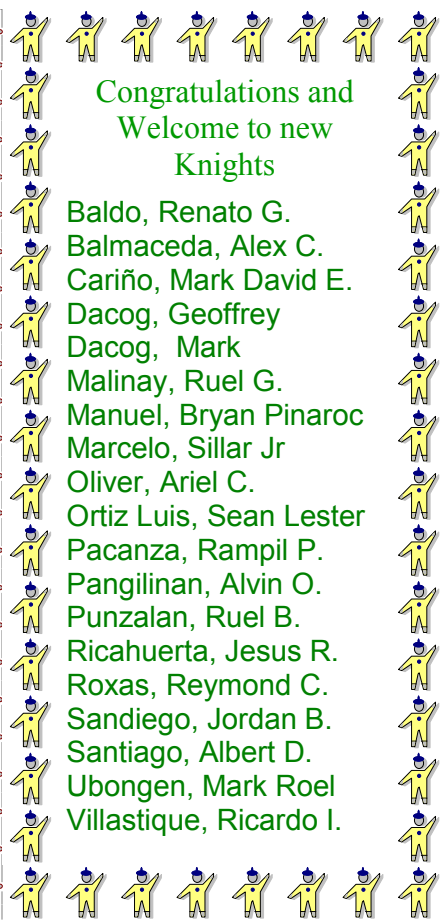 Congratulations and
Welcome to new
Knights
Baldo, Renato G.
Balmaceda, Alex C.
Cariño, Mark David E.
Dacog, Geoffrey
Dacog, Mark
Malinay, Ruel G.
Manuel, Bryan Pinaroc
Marcelo, Sillar Jr
Oliver, Ariel C.
Ortiz Luis, Sean Lester
Pacanza, Rampil P.
Pangilinan, Alvin O.
Punzalan, Ruel B.
Ricahuerta, Jesus R.
Roxas, Reymond C.
Sandiego, Jordan B.
Santiago, Albert D.
Ubongen, Mark Roel
Villastique, Ricardo I.